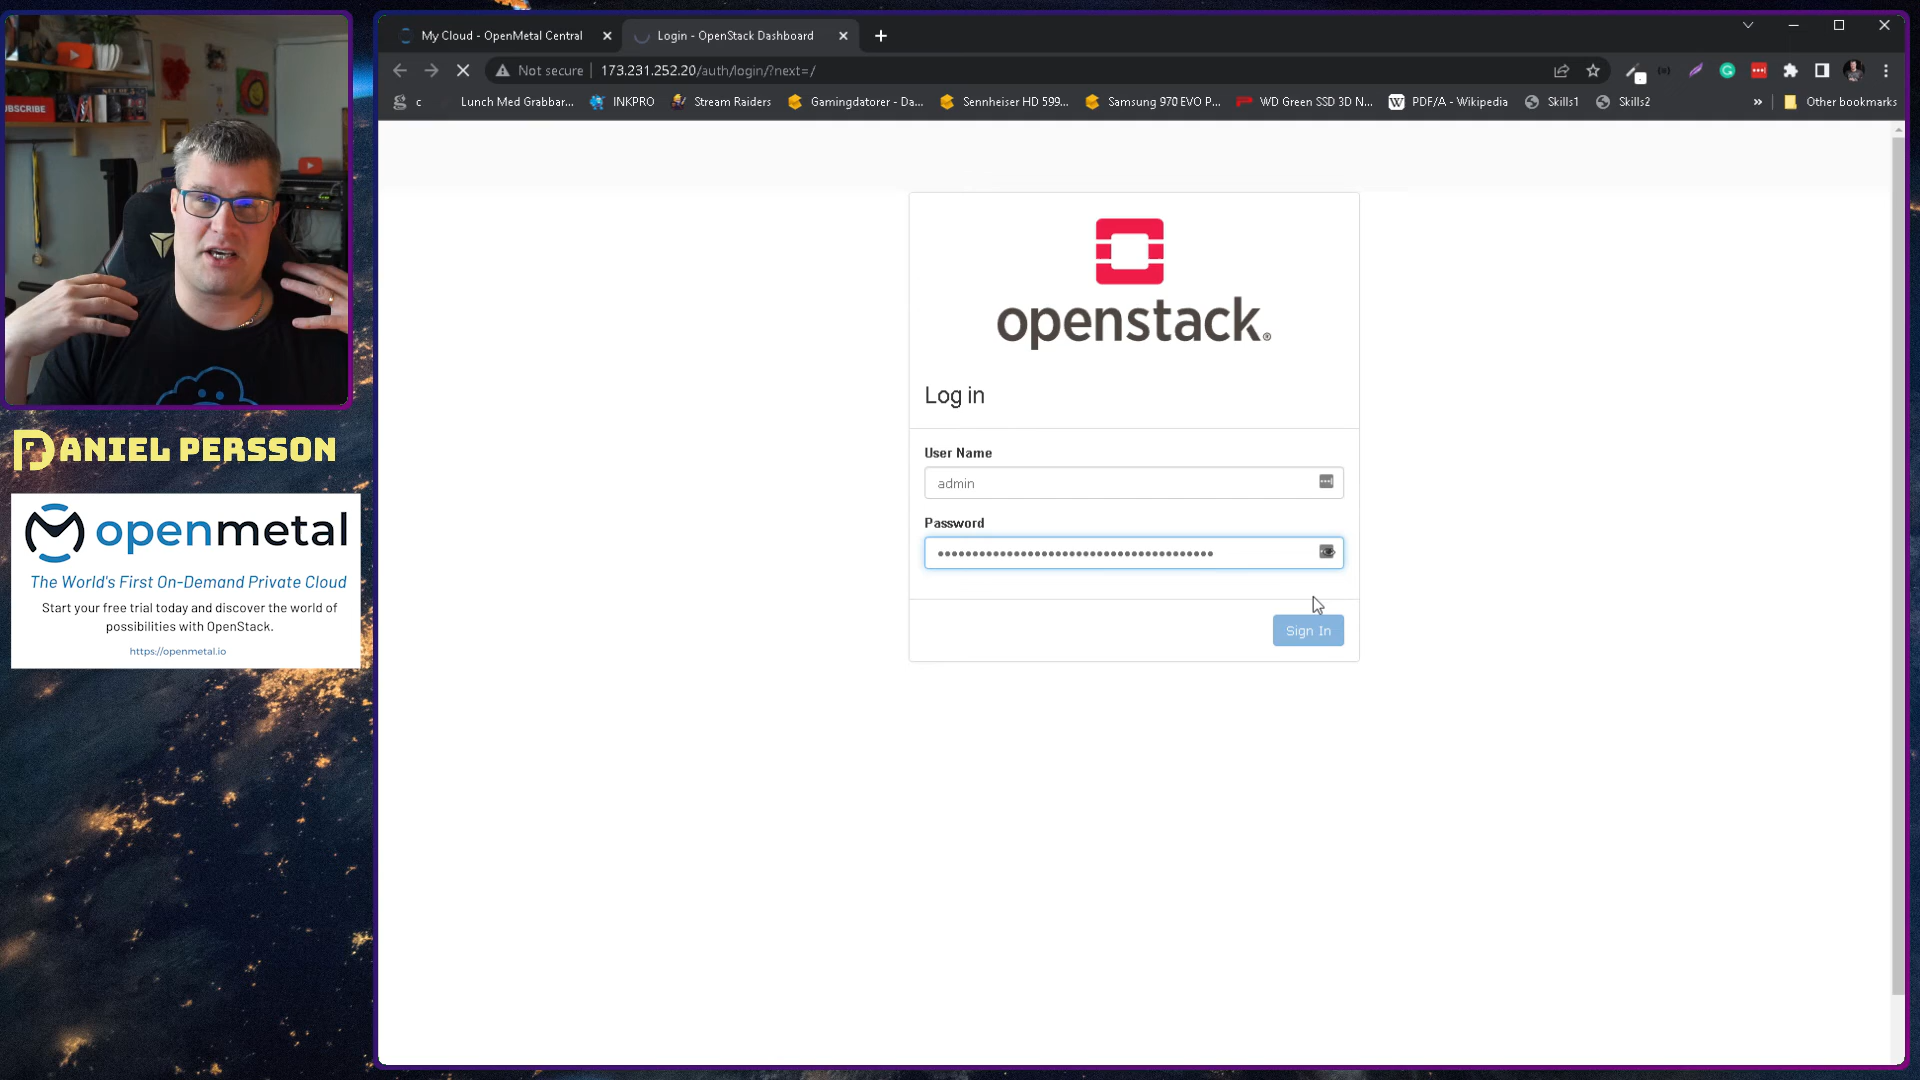 My Cloud - OpenMetal Central
Login - OpenStack Dashboard
Not secure
173.231.252.20/auth/login/?next=/
c
Lunch Med Grabbar...
INKPRO
Stream Raiders
Gamingdatorer - Da...
Sennheiser HD 599...
Samsung 970 EVO P...
WD Green SSD 3D N...
W PDF/A - Wikipedia
Skills1
Skills2
»
Other bookmarks
SUBSCRIBE
openstack®
Log in
User Name
admin
Password
••••••••••••••••••••••••••••••••••••••••
Sign In
DANIEL PERSSON
openmetal
The World's First On-Demand Private Cloud
Start your free trial today and discover the world of
possibilities with OpenStack.
https://openmetal.io